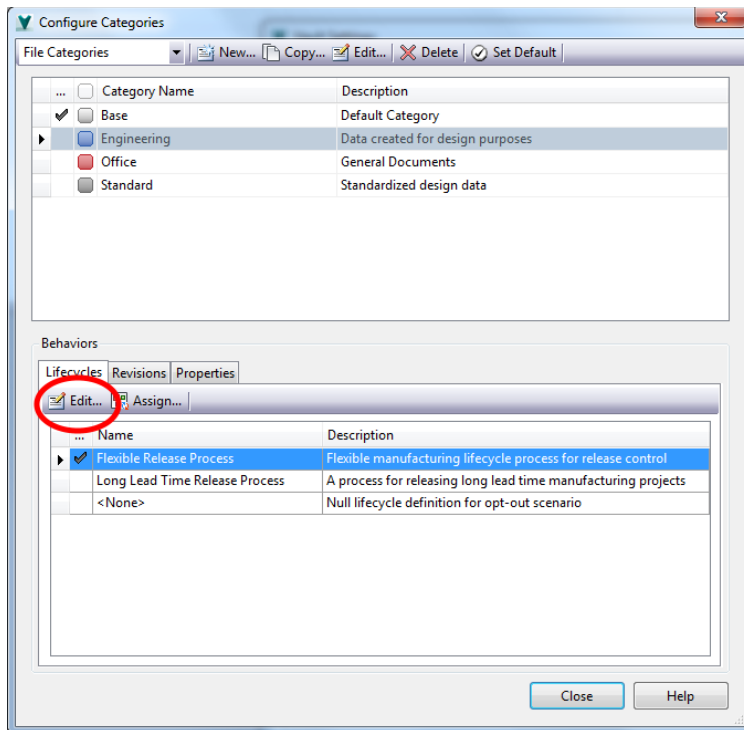 Configure Categories
File Categories New... Copy... Edit... Delete Set Default
... Category Name Description
Base Default Category
Engineering Data created for design purposes
Office General Documents
Standard Standardized design data
Behaviors
Lifecycles Revisions Properties
Edit... Assign...
... Name Description
Flexible Release Process Flexible manufacturing lifecycle process for release control
Long Lead Time Release Process A process for releasing long lead time manufacturing projects
<None> Null lifecycle definition for opt-out scenario
Close Help